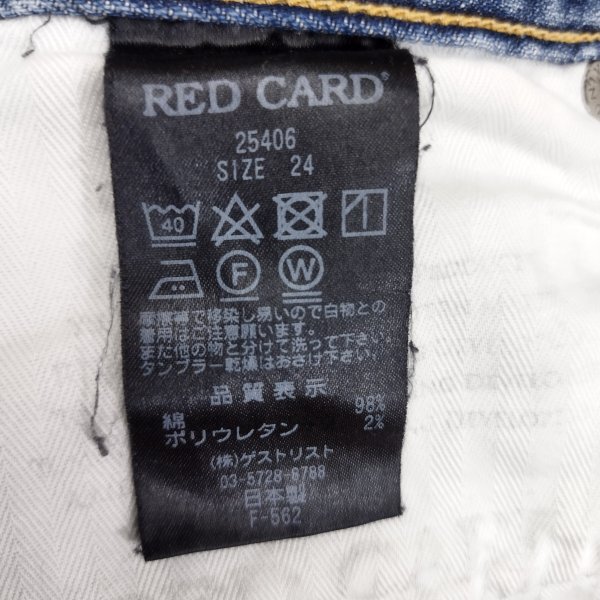 RED CARD®
25406
SIZE 24
40
F W
摩擦等で移染し易いので白物との
着用はご注意願います。
また他の物と分けて洗って下さい。
タンブラー乾燥はお避け下さい。
品質表示
綿 98%
ポリウレタン 2%
(株)ゲストリスト
03-5728-8788
日本製
F-562